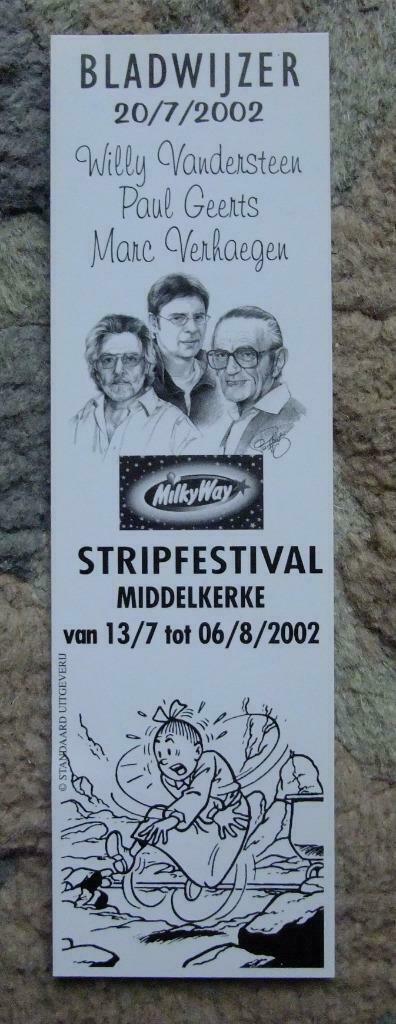 BLADWIJZER
20/7/2002
Willy Vandersteen
Paul Geerts
Marc Verhaegen
MilkyWay
STRIPFESTIVAL
MIDDELKERKE
van 13/7 tot 06/8/2002
© STANDAARD UITGEVERIJ